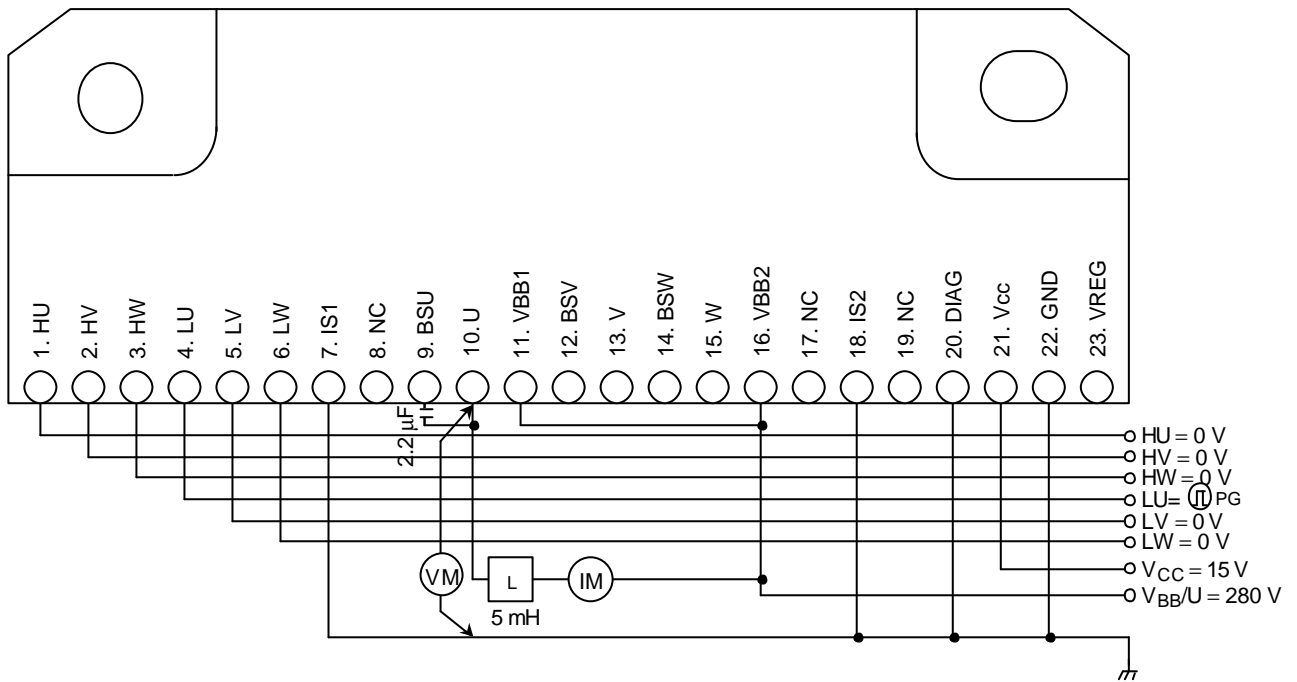 1. HU
2. HV
3. HW
4. LU
5. LV
6. LW
7. IS1
8. NC
9. BSU
10. U
11. VBB1
12. BSV
13. V
14. BSW
15. W
16. VBB2
17. NC
18. IS2
19. NC
20. DIAG
21. Vcc
22. GND
23. VREG
2.2 μF
HU = 0 V
HV = 0 V
HW = 0 V
LU= PG
LV = 0 V
LW = 0 V
VCC = 15 V
VBB/U = 280 V
VM
L
IM
5 mH